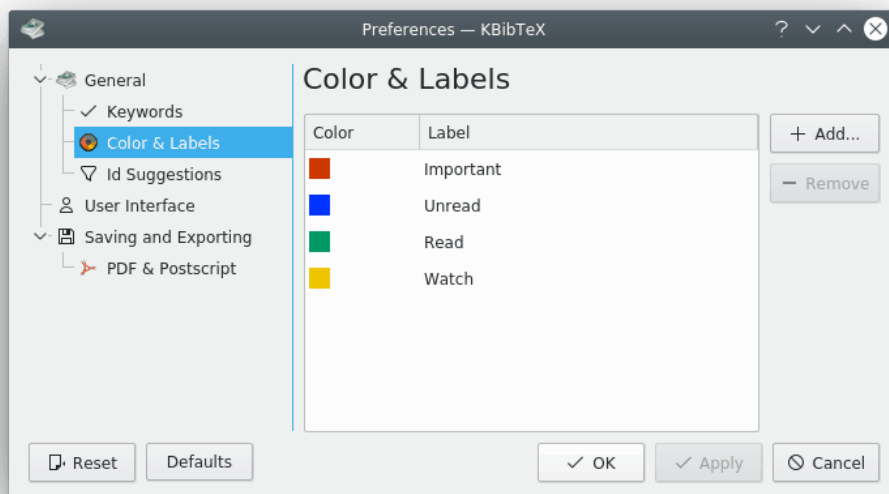 Preferences — KBibTeX
General
Keywords
Color & Labels
Id Suggestions
User Interface
Saving and Exporting
PDF & Postscript
Color & Labels
Color Label
Important
Unread
Read
Watch
+ Add...
− Remove
Reset Defaults OK Apply Cancel